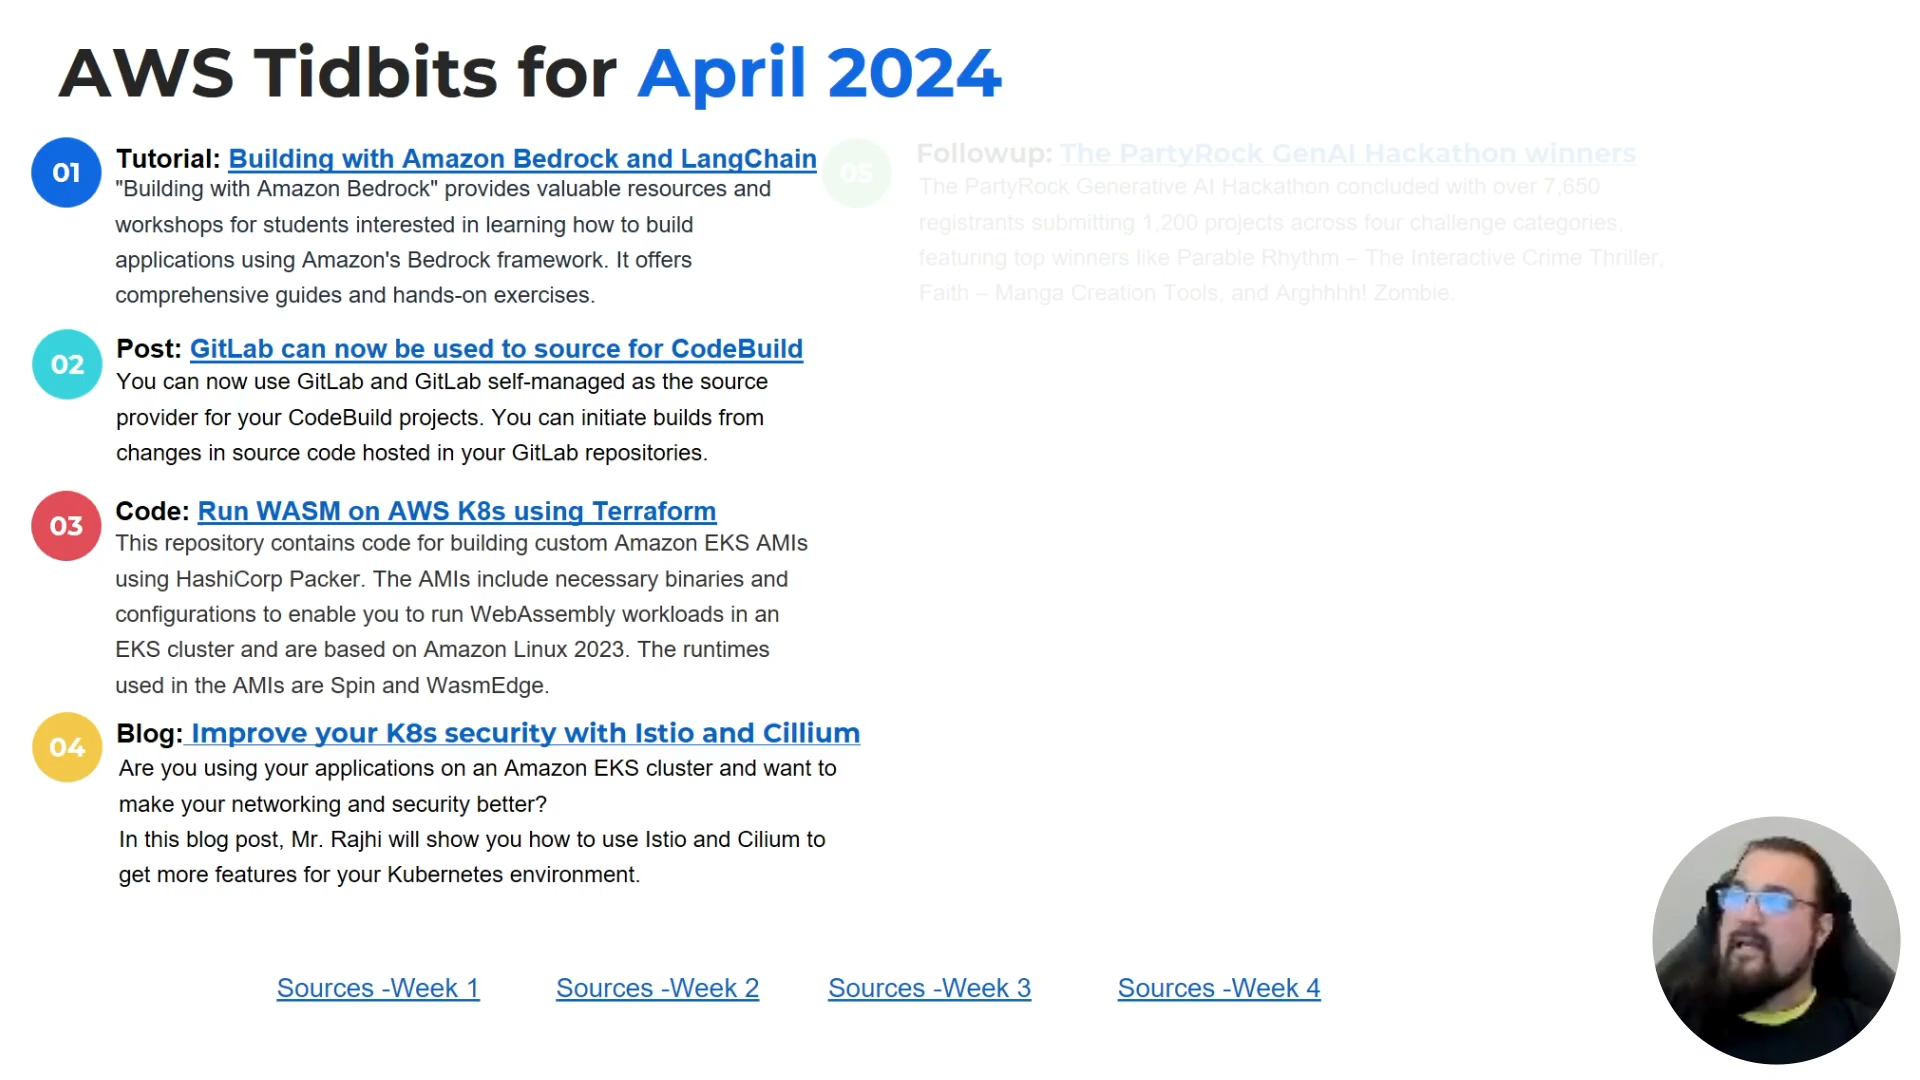 AWS Tidbits for April 2024
01
Tutorial: Building with Amazon Bedrock and LangChain
"Building with Amazon Bedrock" provides valuable resources and
workshops for students interested in learning how to build
applications using Amazon's Bedrock framework. It offers
comprehensive guides and hands-on exercises.
02
Post: GitLab can now be used to source for CodeBuild
You can now use GitLab and GitLab self-managed as the source
provider for your CodeBuild projects. You can initiate builds from
changes in source code hosted in your GitLab repositories.
03
Code: Run WASM on AWS K8s using Terraform
This repository contains code for building custom Amazon EKS AMIs
using HashiCorp Packer. The AMIs include necessary binaries and
configurations to enable you to run WebAssembly workloads in an
EKS cluster and are based on Amazon Linux 2023. The runtimes
used in the AMIs are Spin and WasmEdge.
04
Blog: Improve your K8s security with Istio and Cillium
Are you using your applications on an Amazon EKS cluster and want to
make your networking and security better?
In this blog post, Mr. Rajhi will show you how to use Istio and Cilium to
get more features for your Kubernetes environment.
05
Followup: The PartyRock GenAI Hackathon winners
The PartyRock Generative AI Hackathon concluded with over 7,650
registrants submitting 1,200 projects across four challenge categories,
featuring top winners like Parable Rhythm – The Interactive Crime Thriller,
Faith – Manga Creation Tools, and Arghhhh! Zombie.
Sources -Week 1
Sources -Week 2
Sources -Week 3
Sources -Week 4